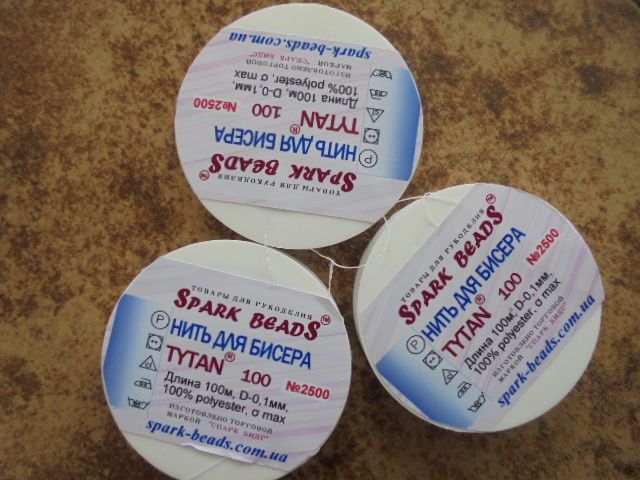 spark-beads.com.ua
МАРКОЙ "СПАРК БИДС"
ИЗГОТОВЛЕНО ТОРГОВОЙ
100% polyester, σ max
Длина 100м, D-0,1мм,
TYTAN® 100 №2500
НИТЬ ДЛЯ БИСЕРА
P
SPARK BEADS™
ТОВАРЫ ДЛЯ РУКОДЕЛИЯ
ТОВАРЫ ДЛЯ РУКОДЕЛИЯ
SPARK BEADS™
P
НИТЬ ДЛЯ БИСЕРА
TYTAN® 100 №2500
Длина 100м, D-0,1мм,
100% polyester, σ max
ИЗГОТОВЛЕНО ТОРГОВОЙ
МАРКОЙ "СПАРК БИДС"
spark-beads.com.ua
ТОВАРЫ ДЛЯ РУКОДЕЛИЯ
SPARK BEADS™
P
НИТЬ ДЛЯ БИСЕРА
TYTAN® 100 №2500
Длина 100м, D-0,1мм,
100% polyester, σ max
ИЗГОТОВЛЕНО ТОРГОВОЙ
МАРКОЙ "СПАРК БИДС"
spark-beads.com.ua